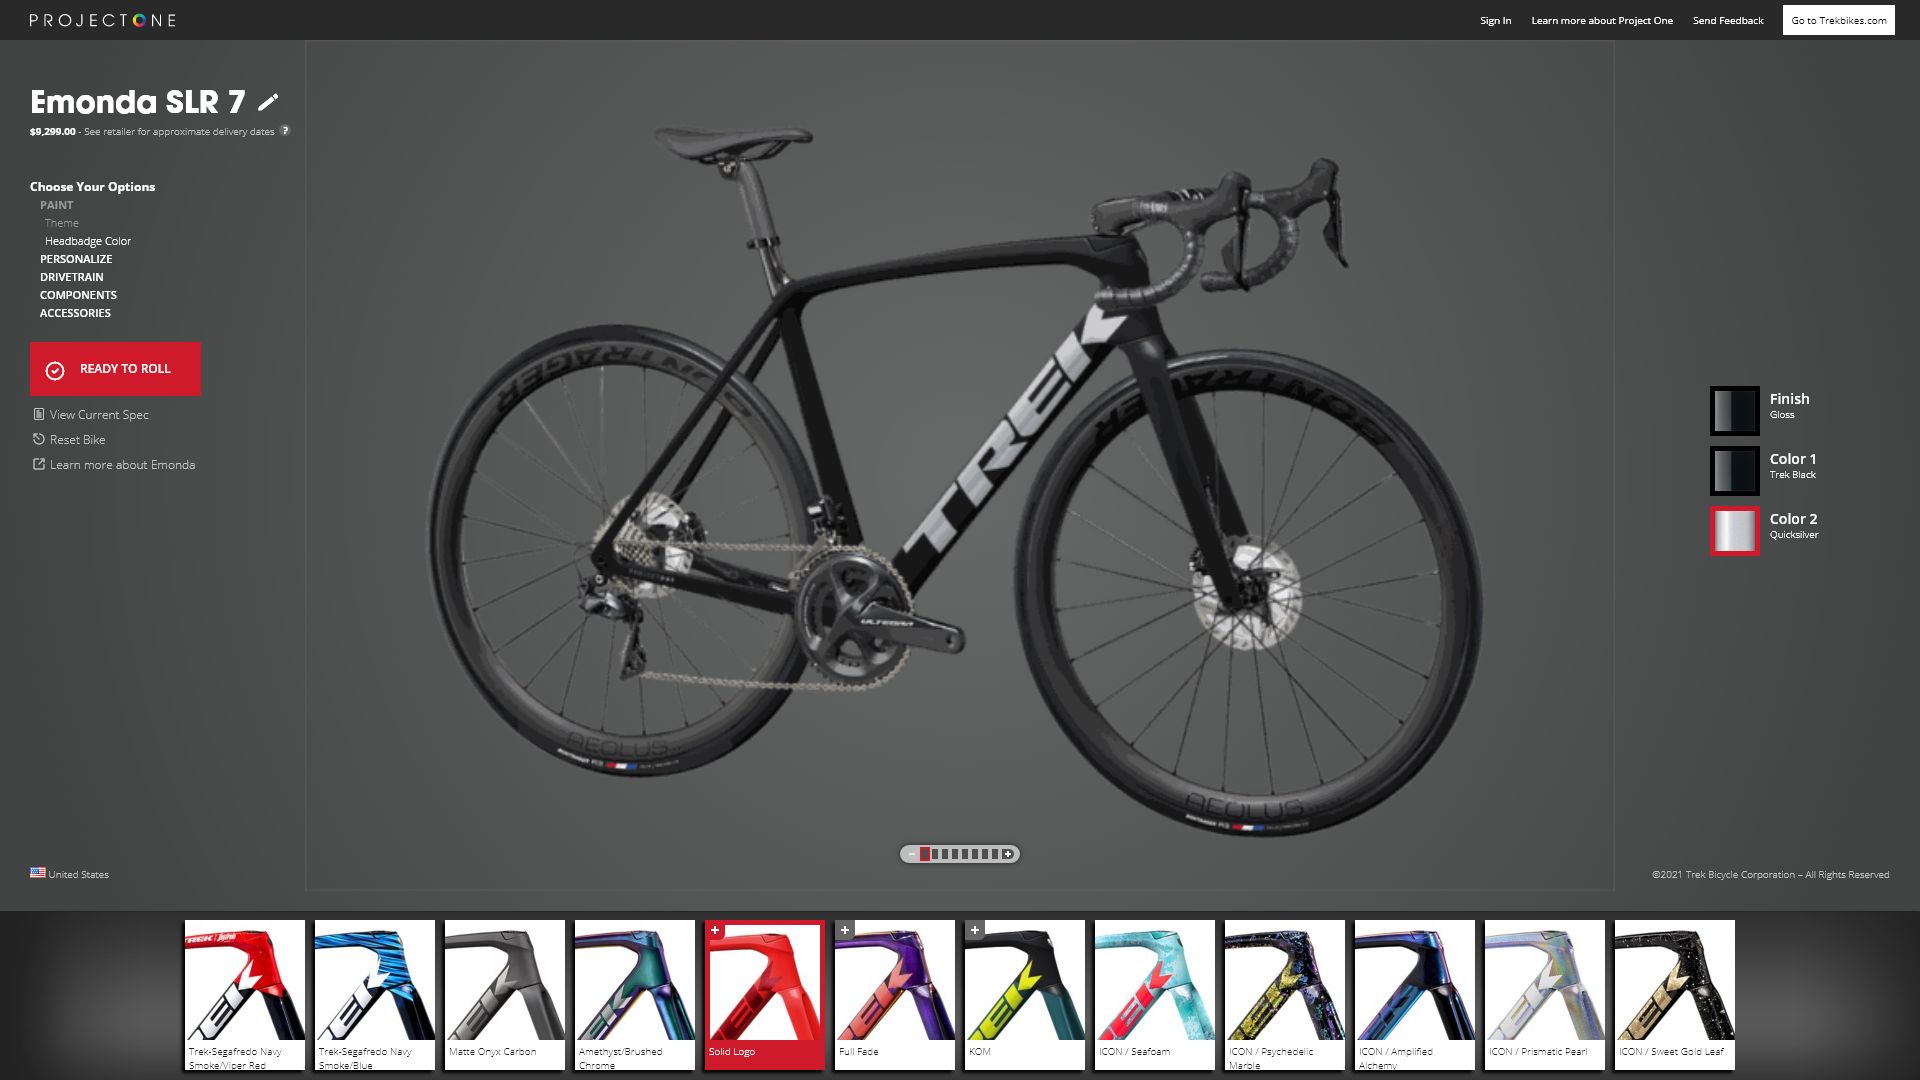 PROJECT ONE
Sign In
Learn more about Project One
Send Feedback
Go to Trekbikes.com
Emonda SLR 7
$9,299.00 - See retailer for approximate delivery dates ?
Choose Your Options
PAINT
Theme
Headbadge Color
PERSONALIZE
DRIVETRAIN
COMPONENTS
ACCESSORIES
READY TO ROLL
View Current Spec
Reset Bike
Learn more about Emonda
TREK
BONTRAGER
BONTRAGER
ULTEGRA
AEOLUS
AEOLUS
Finish
Gloss
Color 1
Trek Black
Color 2
Quicksilver
United States
©2021 Trek Bicycle Corporation – All Rights Reserved
Trek-Segafredo Navy
Smoke/Viper Red
Trek-Segafredo Navy
Smoke/Blue
Matte Onyx Carbon
Amethyst/Brushed
Chrome
Solid Logo
Full Fade
KOM
ICON / Seafoam
ICON / Psychedelic
Marble
ICON / Amplified
Alchemy
ICON / Prismatic Pearl
ICON / Sweet Gold Leaf